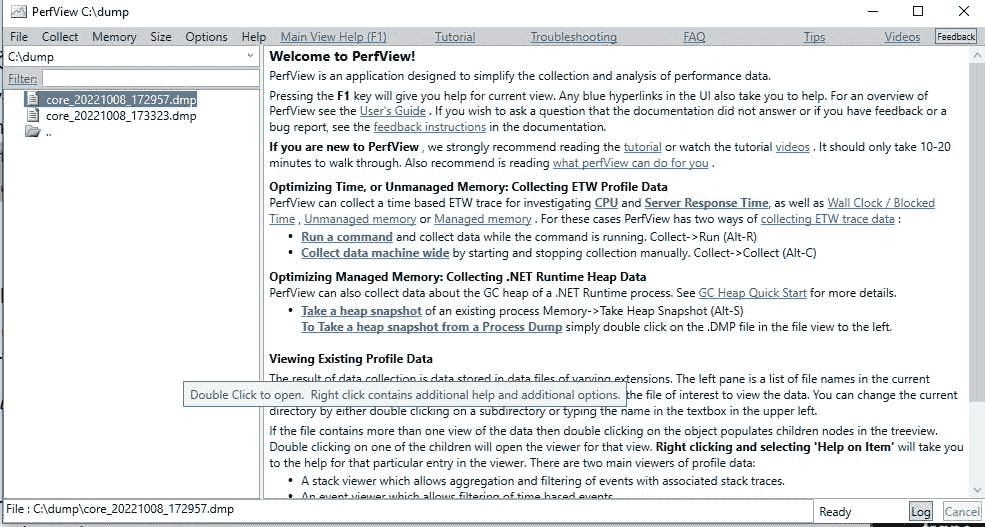 PerfView C:\dump
File Collect Memory Size Options Help Main View Help (F1) Tutorial Troubleshooting FAQ Tips Videos Feedback
C:\dump
Filter:
core_20221008_172957.dmp
core_20221008_173323.dmp
..
Welcome to PerfView!
PerfView is an application designed to simplify the collection and analysis of performance data.
Pressing the F1 key will give you help for current view. Any blue hyperlinks in the UI also take you to help. For an overview of
PerfView see the User's Guide . If you wish to ask a question that the documentation did not answer or if you have feedback or a
bug report, see the feedback instructions in the documentation.
If you are new to PerfView , we strongly recommend reading the tutorial or watch the tutorial videos . It should only take 10-20
minutes to walk through. Also recommend is reading what perfView can do for you .
Optimizing Time, or Unmanaged Memory: Collecting ETW Profile Data
PerfView can collect a time based ETW trace for investigating CPU and Server Response Time, as well as Wall Clock / Blocked
Time , Unmanaged memory or Managed memory . For these cases PerfView has two ways of collecting ETW trace data :
• Run a command and collect data while the command is running. Collect->Run (Alt-R)
• Collect data machine wide by starting and stopping collection manually. Collect->Collect (Alt-C)
Optimizing Managed Memory: Collecting .NET Runtime Heap Data
PerfView can also collect data about the GC heap of a .NET Runtime process. See GC Heap Quick Start for more details.
• Take a heap snapshot of an existing process Memory->Take Heap Snapshot (Alt-S)
To Take a heap snapshot from a Process Dump simply double click on the .DMP file in the file view to the left.
Viewing Existing Profile Data
The result of data collection is data stored in data files of varying extensions. The left pane is a list of file names in the current
Double Click to open. Right click contains additional help and additional options. the file of interest to view the data. You can change the current
directory by either double clicking on a subdirectory or typing the name in the textbox in the upper left.
If the file contains more than one view of the data then double clicking on the object populates children nodes in the treeview.
Double clicking on one of the children will open the viewer for that view. Right clicking and selecting 'Help on Item' will take you
to the help for that particular entry in the viewer. There are two main viewers of profile data:
• A stack viewer which allows aggregation and filtering of events with associated stack traces.
• An event viewer which allows filtering of time based events.
File : C:\dump\core_20221008_172957.dmp Ready Log Cancel